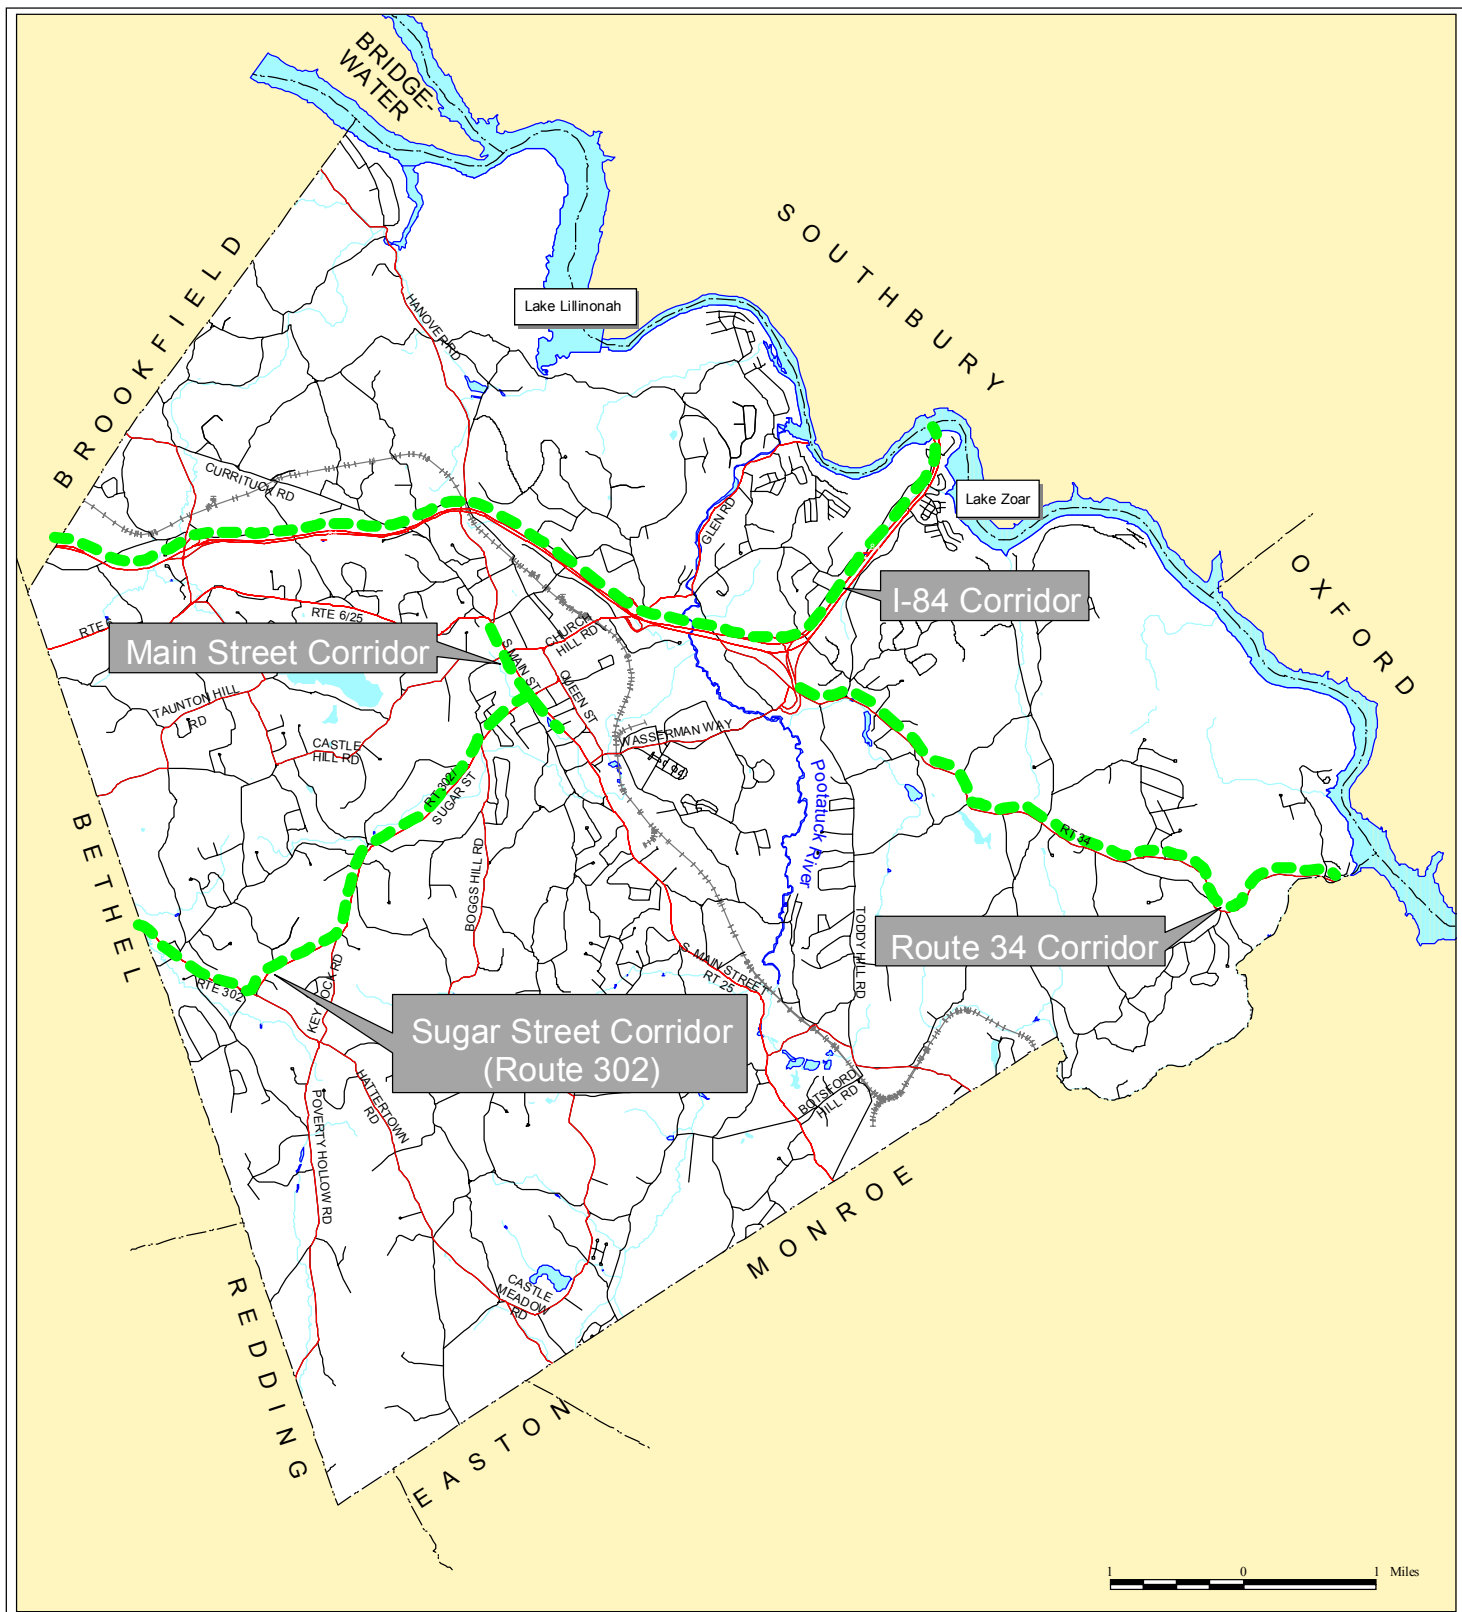 BRIDGE-
WATER
SOUTHBURY
BROOKFIELD
Lake Lillinonah
HANOVER RD
CURRITUCK RD
GLEN RD
Lake Zoar
OXFORD
I-84 Corridor
RTE 6/25
RTE
Main Street Corridor
S MAIN ST
CHURCH
HILL RD
QUEEN ST
TAUNTON HILL
RD
CASTLE
HILL RD
WASSERMAN WAY
RT 302/
SUGAR ST
Pootatuck River
BETHEL
BOGGS HILL RD
RT 34
TODDY HILL RD
Route 34 Corridor
S MAIN STREET
RT 25
RTE 302
KEY ROCK RD
Sugar Street Corridor
(Route 302)
HATTERTOWN
RD
POVERTY HOLLOW RD
BOTSFORD
HILL RD
MONROE
CASTLE
MEADOW
RD
REDDING
EASTON
1 0 1 Miles